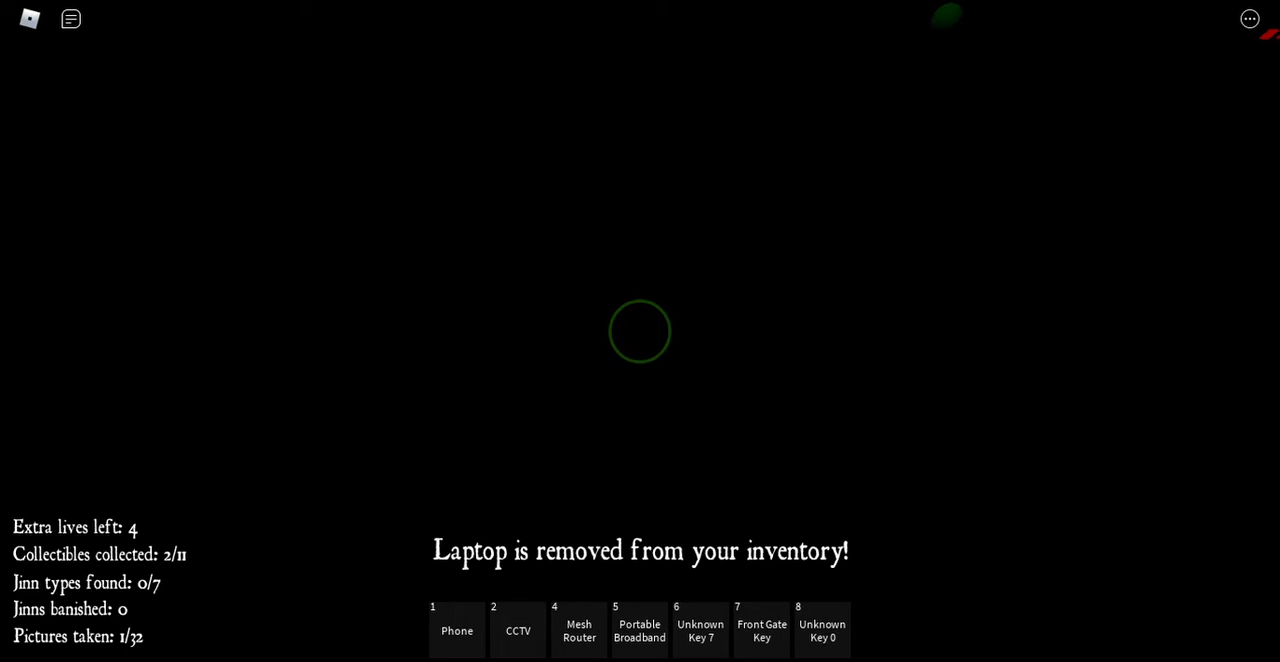 Extra lives left: 4
Collectibles collected: 2/11
Jinn types found: 0/7
Jinns banished: 0
Pictures taken: 1/32
Laptop is removed from your inventory!
1
Phone
2
CCTV
4
Mesh
Router
5
Portable
Broadband
6
Unknown
Key 7
7
Front Gate
Key
8
Unknown
Key 0